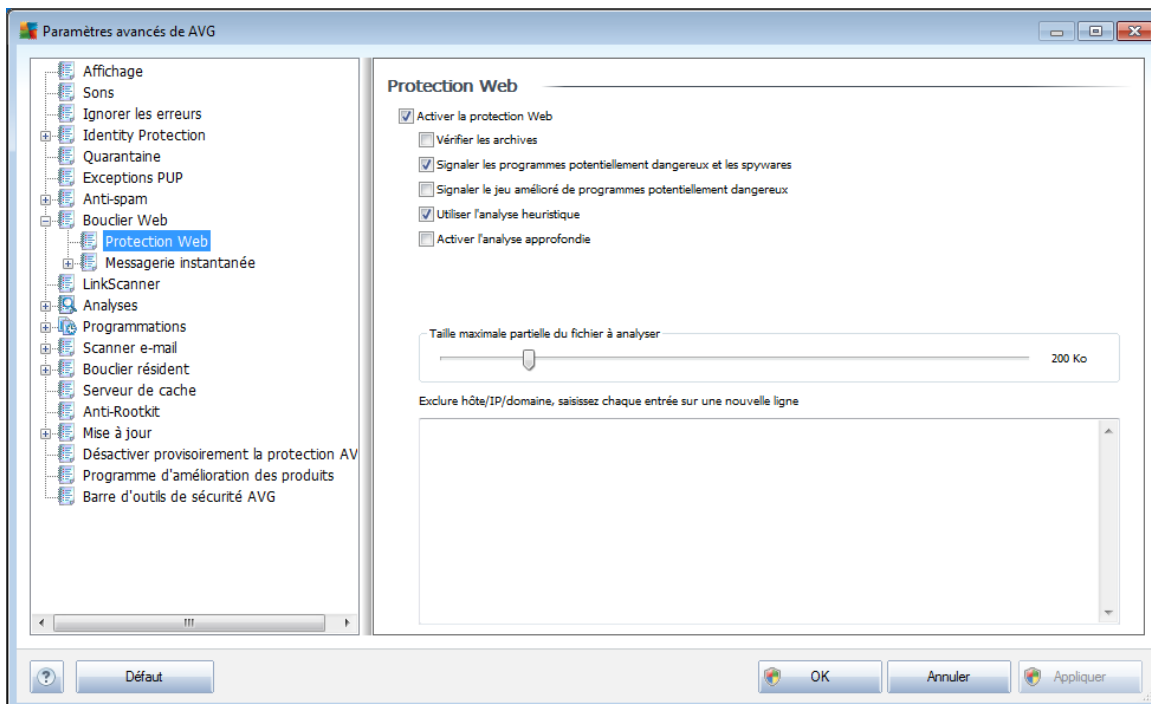 Paramètres avancés de AVG
Affichage
Sons
Ignorer les erreurs
Identity Protection
Quarantaine
Exceptions PUP
Anti-spam
Bouclier Web
Protection Web
Messagerie instantanée
LinkScanner
Analyses
Programmations
Scanner e-mail
Bouclier résident
Serveur de cache
Anti-Rootkit
Mise à jour
Désactiver provisoirement la protection AV
Programme d'amélioration des produits
Barre d'outils de sécurité AVG
Protection Web
Activer la protection Web
Vérifier les archives
Signaler les programmes potentiellement dangereux et les spywares
Signaler le jeu amélioré de programmes potentiellement dangereux
Utiliser l'analyse heuristique
Activer l'analyse approfondie
Taille maximale partielle du fichier à analyser
200 Ko
Exclure hôte/IP/domaine, saisissez chaque entrée sur une nouvelle ligne
?
Défaut
OK
Annuler
Appliquer